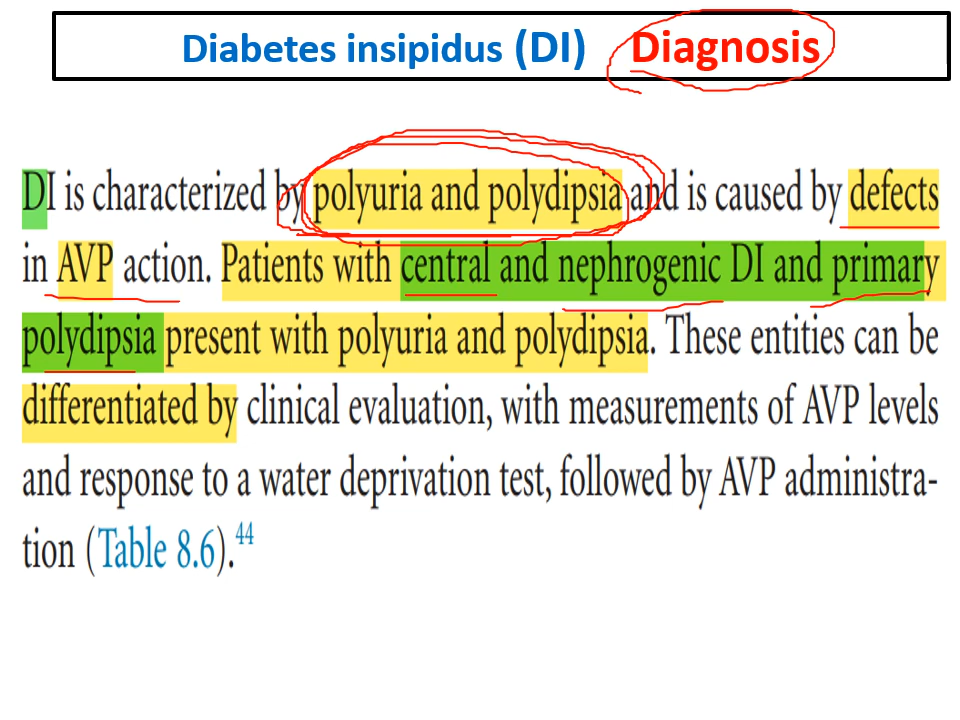 Diabetes insipidus (DI) Diagnosis
DI is characterized by polyuria and polydipsia and is caused by defects
in AVP action. Patients with central and nephrogenic DI and primary
polydipsia present with polyuria and polydipsia. These entities can be
differentiated by clinical evaluation, with measurements of AVP levels
and response to a water deprivation test, followed by AVP administra-
tion (Table 8.6).44